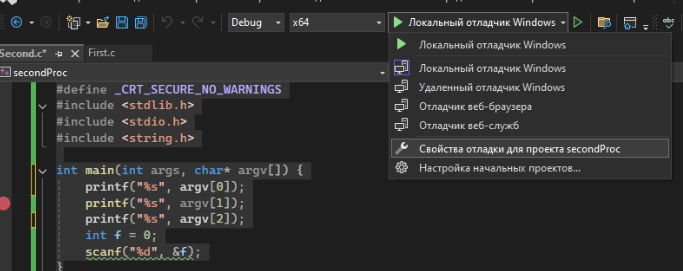 Debug x64 Локальный отладчик Windows
Second.c* First.c
secondProc
Локальный отладчик Windows
Локальный отладчик Windows
Удаленный отладчик Windows
Отладчик веб-браузера
Отладчик веб-служб
Свойства отладки для проекта secondProc
Настройка начальных проектов...
#define _CRT_SECURE_NO_WARNINGS
#include <stdlib.h>
#include <stdio.h>
#include <string.h>
int main(int args, char* argv[]) {
printf("%s", argv[0]);
printf("%s", argv[1]);
printf("%s", argv[2]);
int f = 0;
scanf("%d", &f);
}